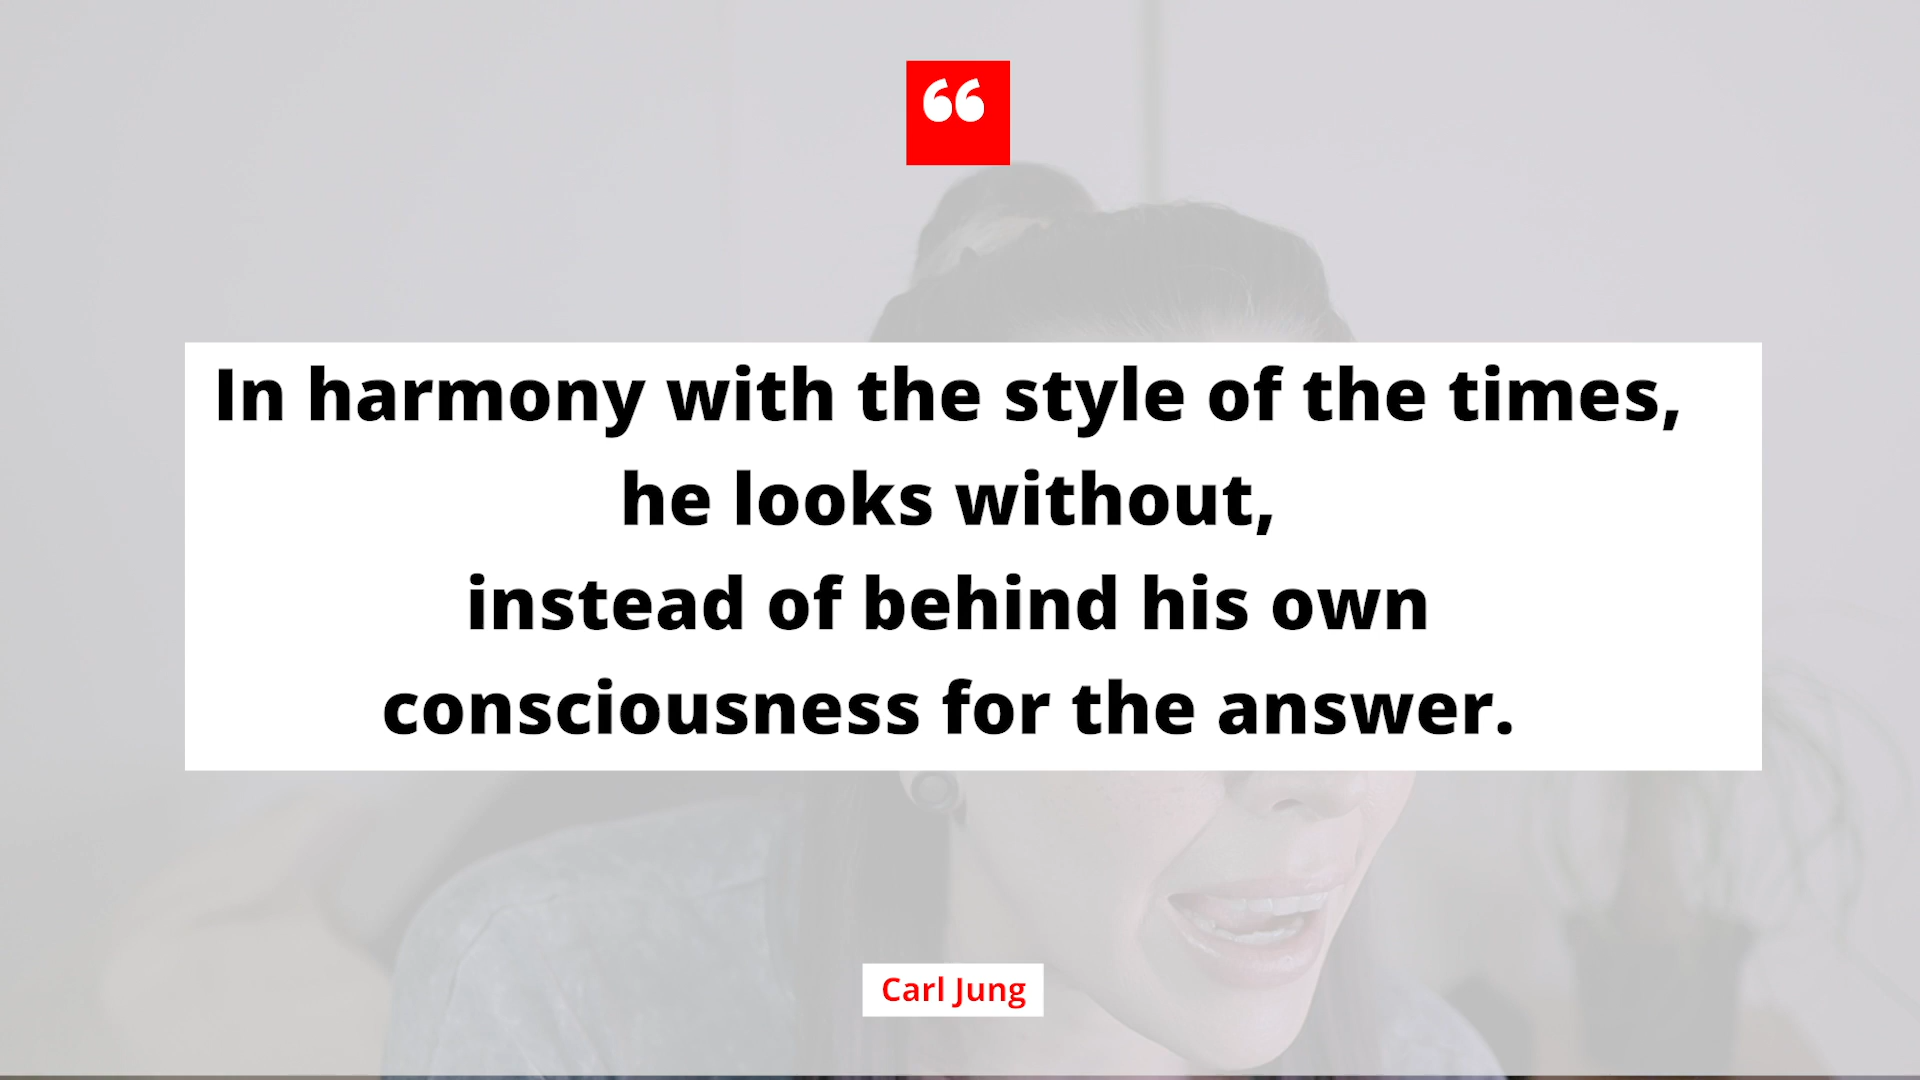 “
In harmony with the style of the times,
he looks without,
instead of behind his own
consciousness for the answer.
Carl Jung